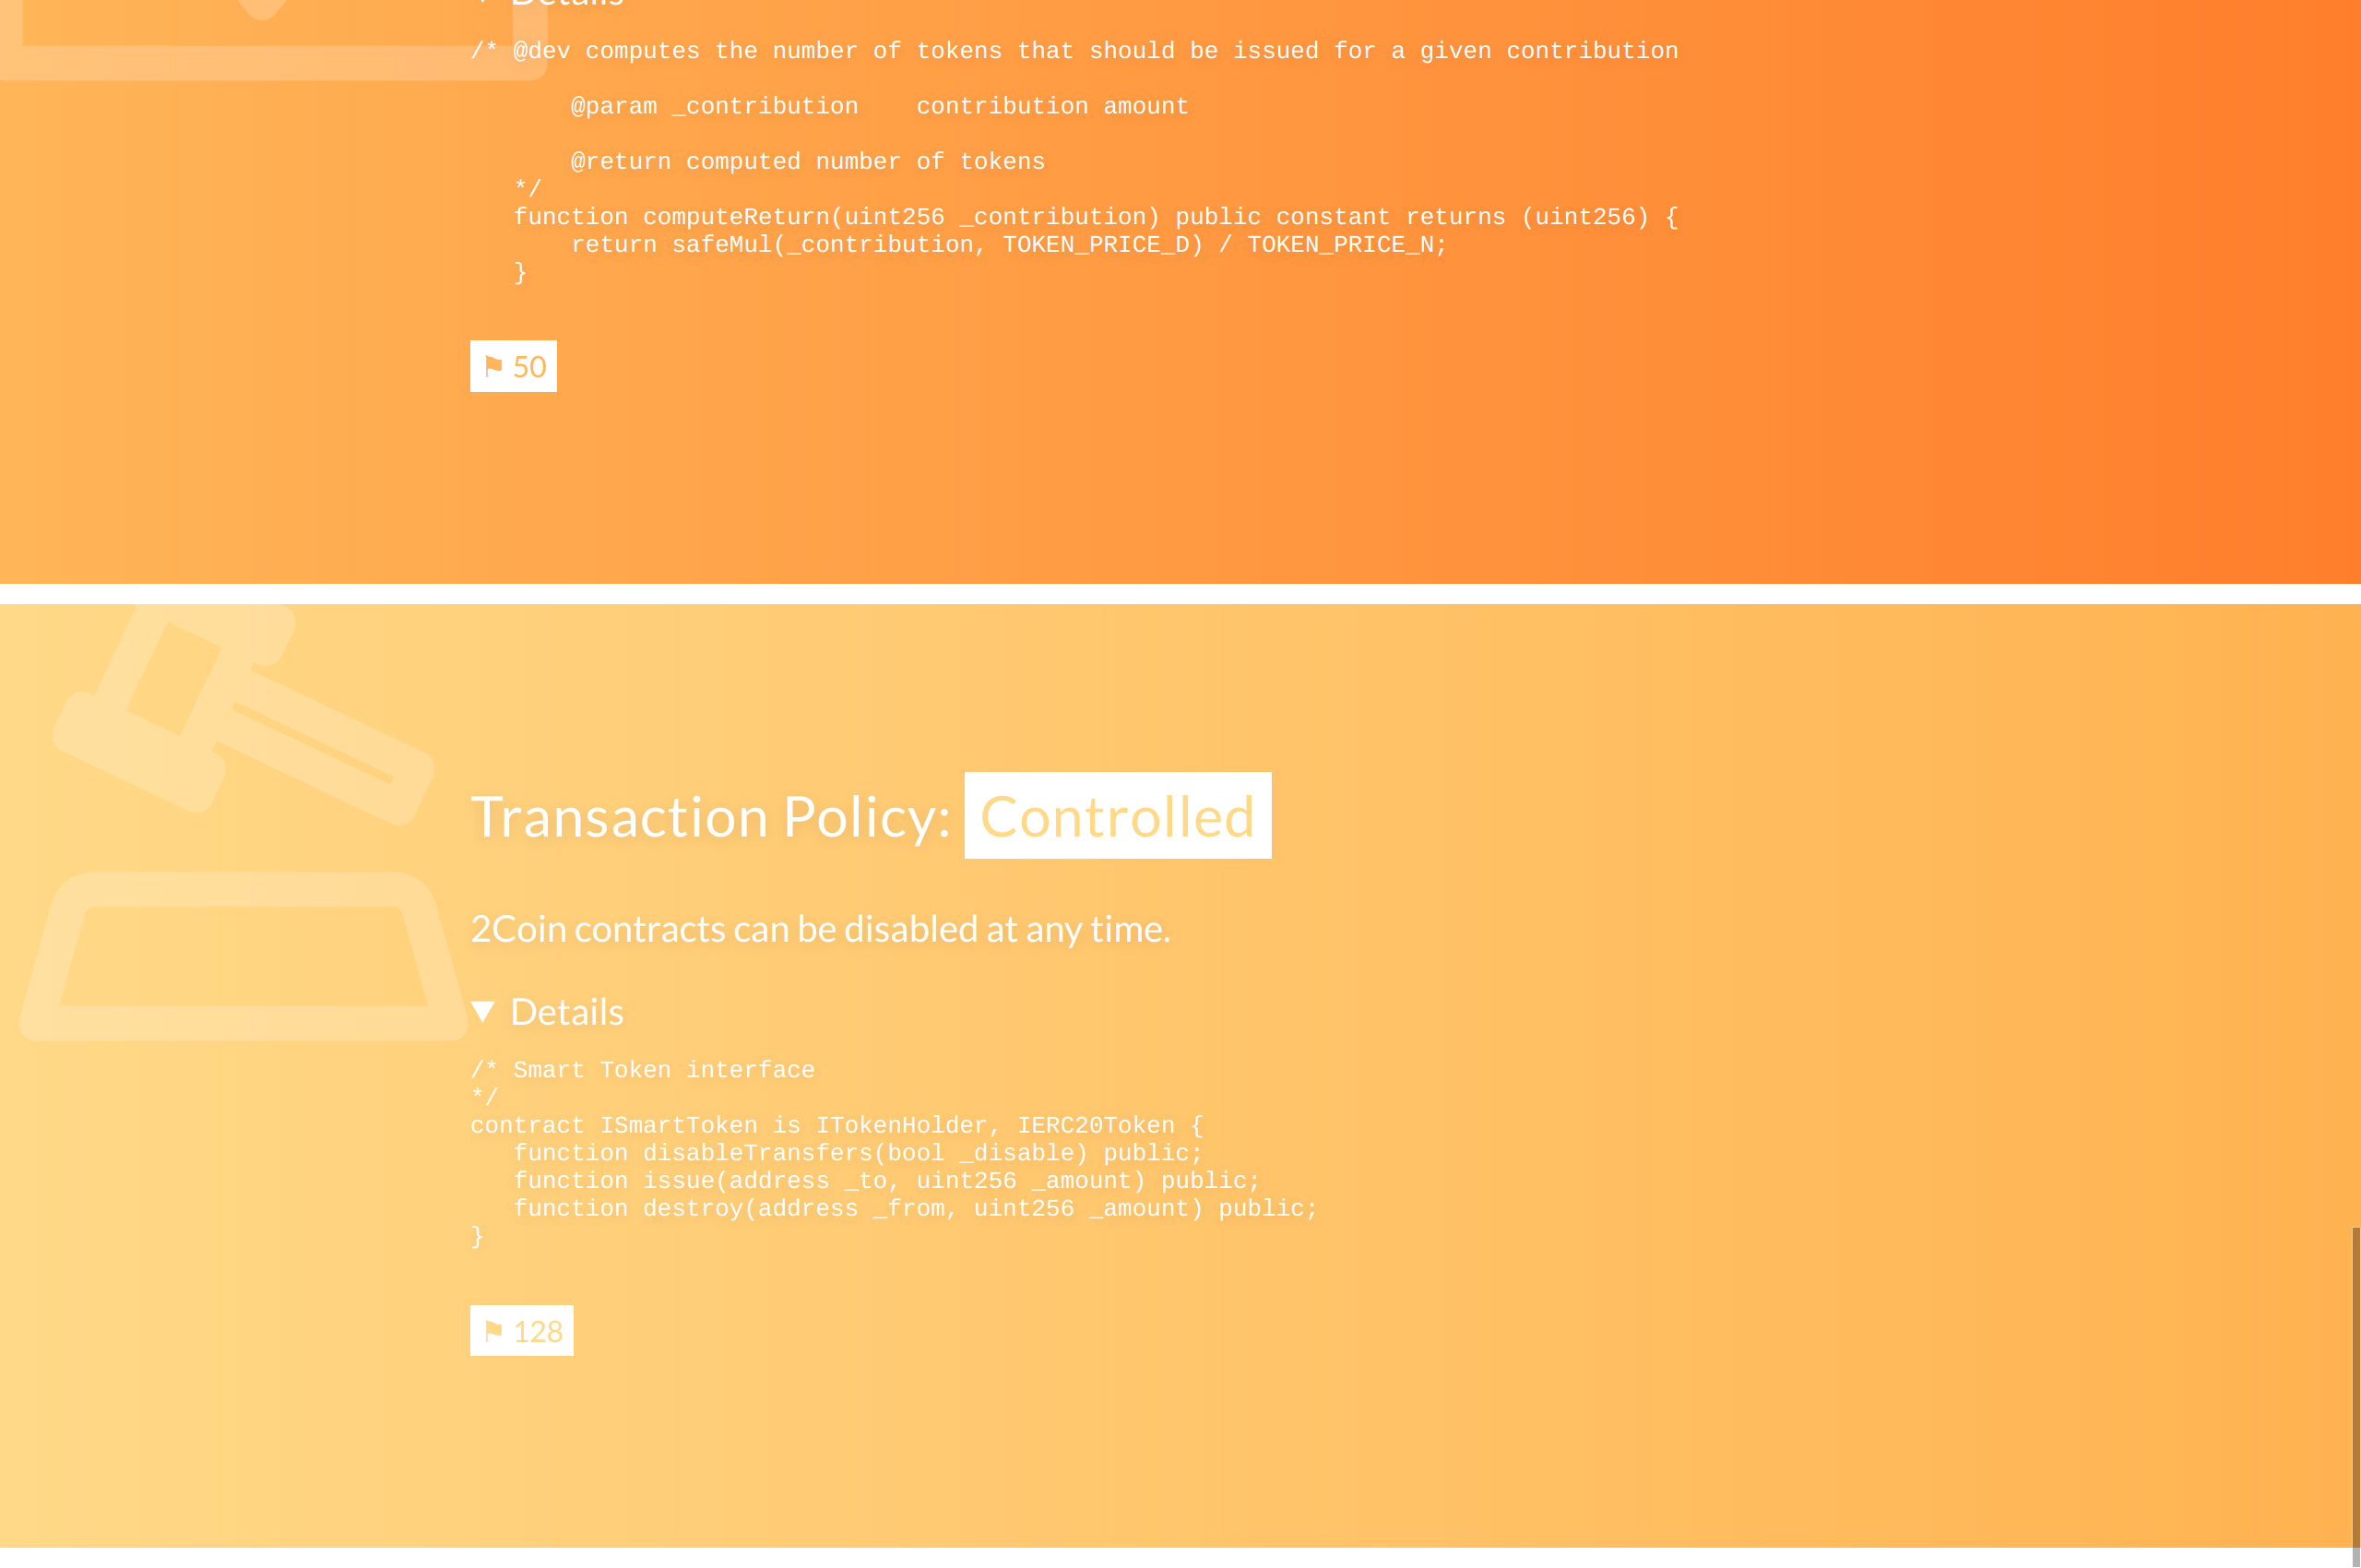 Details
/* @dev computes the number of tokens that should be issued for a given contribution
@param _contribution    contribution amount
@return computed number of tokens
*/
function computeReturn(uint256 _contribution) public constant returns (uint256) {
return safeMul(_contribution, TOKEN_PRICE_D) / TOKEN_PRICE_N;
}
⚑ 50
Transaction Policy: Controlled
2Coin contracts can be disabled at any time.
▼ Details
/* Smart Token interface
*/
contract ISmartToken is ITokenHolder, IERC20Token {
function disableTransfers(bool _disable) public;
function issue(address _to, uint256 _amount) public;
function destroy(address _from, uint256 _amount) public;
}
⚑ 128